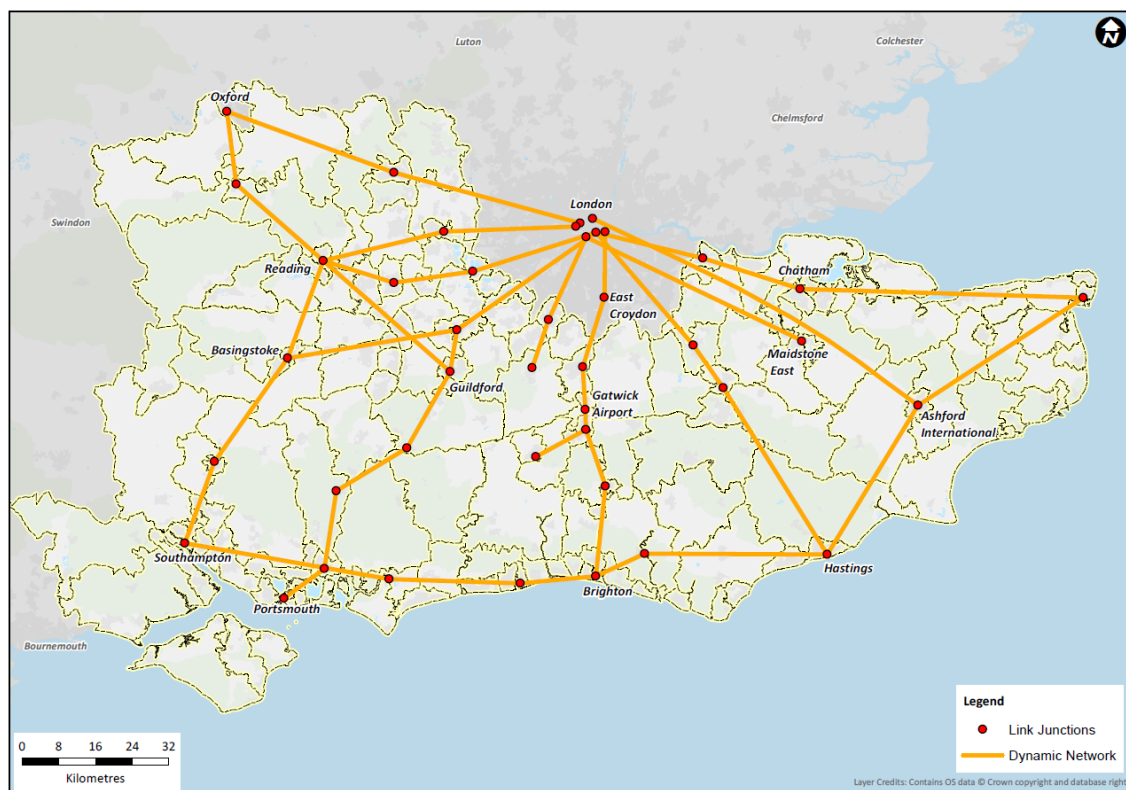 N
Luton
Colchester
Oxford
Chelmsford
London
Swindon
Reading
Chatham
East
Croydon
Basingstoke
Maidstone
East
Guildford
Gatwick
Airport
Ashford
International
Southampton
Hastings
Brighton
Portsmouth
Bournemouth
Legend
Link Junctions
Dynamic Network
0 8 16 24 32
Kilometres
Layer Credits: Contains OS data © Crown copyright and database right